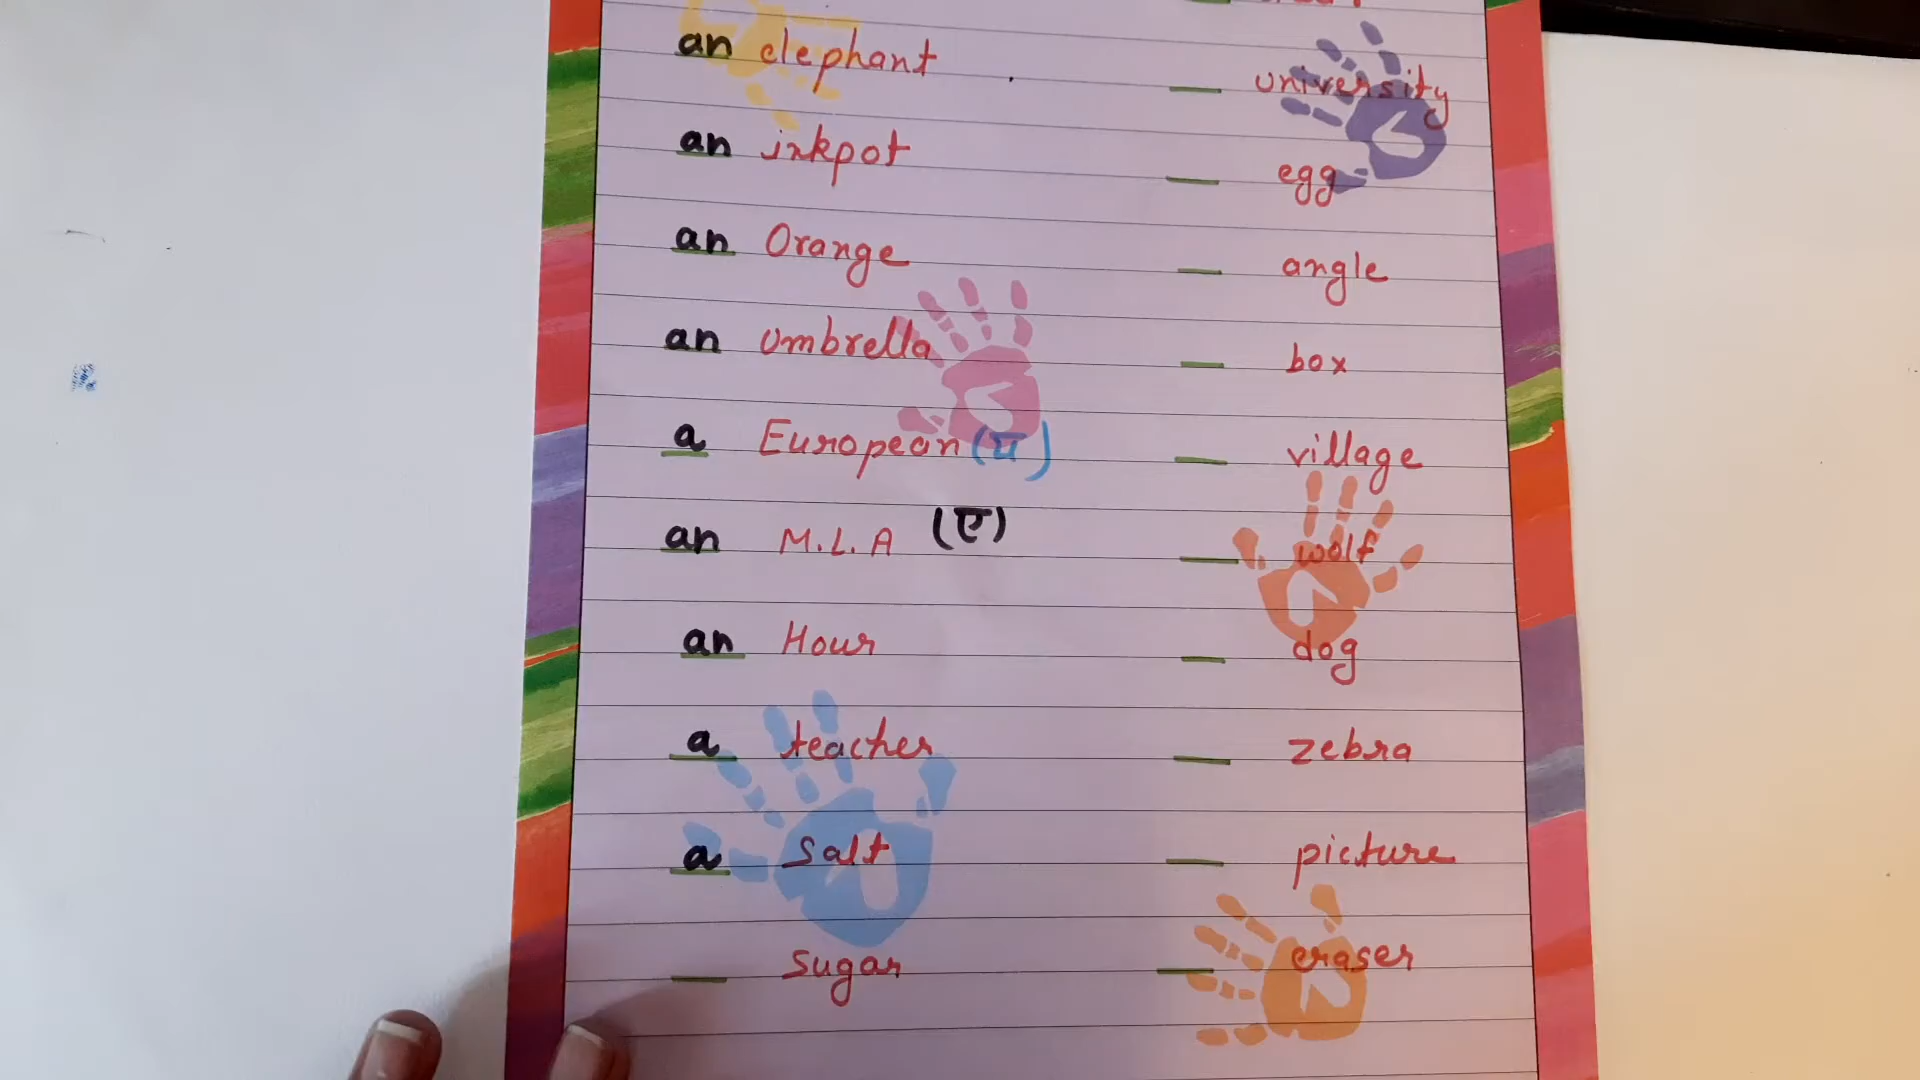 an elephant
__ university
an inkpot
__ egg
an Orange
__ angle
an umbrella
__ box
a European (य)
__ village
an M.L.A (ए)
__ wolf
an Hour
__ dog
a teacher
__ zebra
a Salt
__ picture
__ Sugar
__ eraser